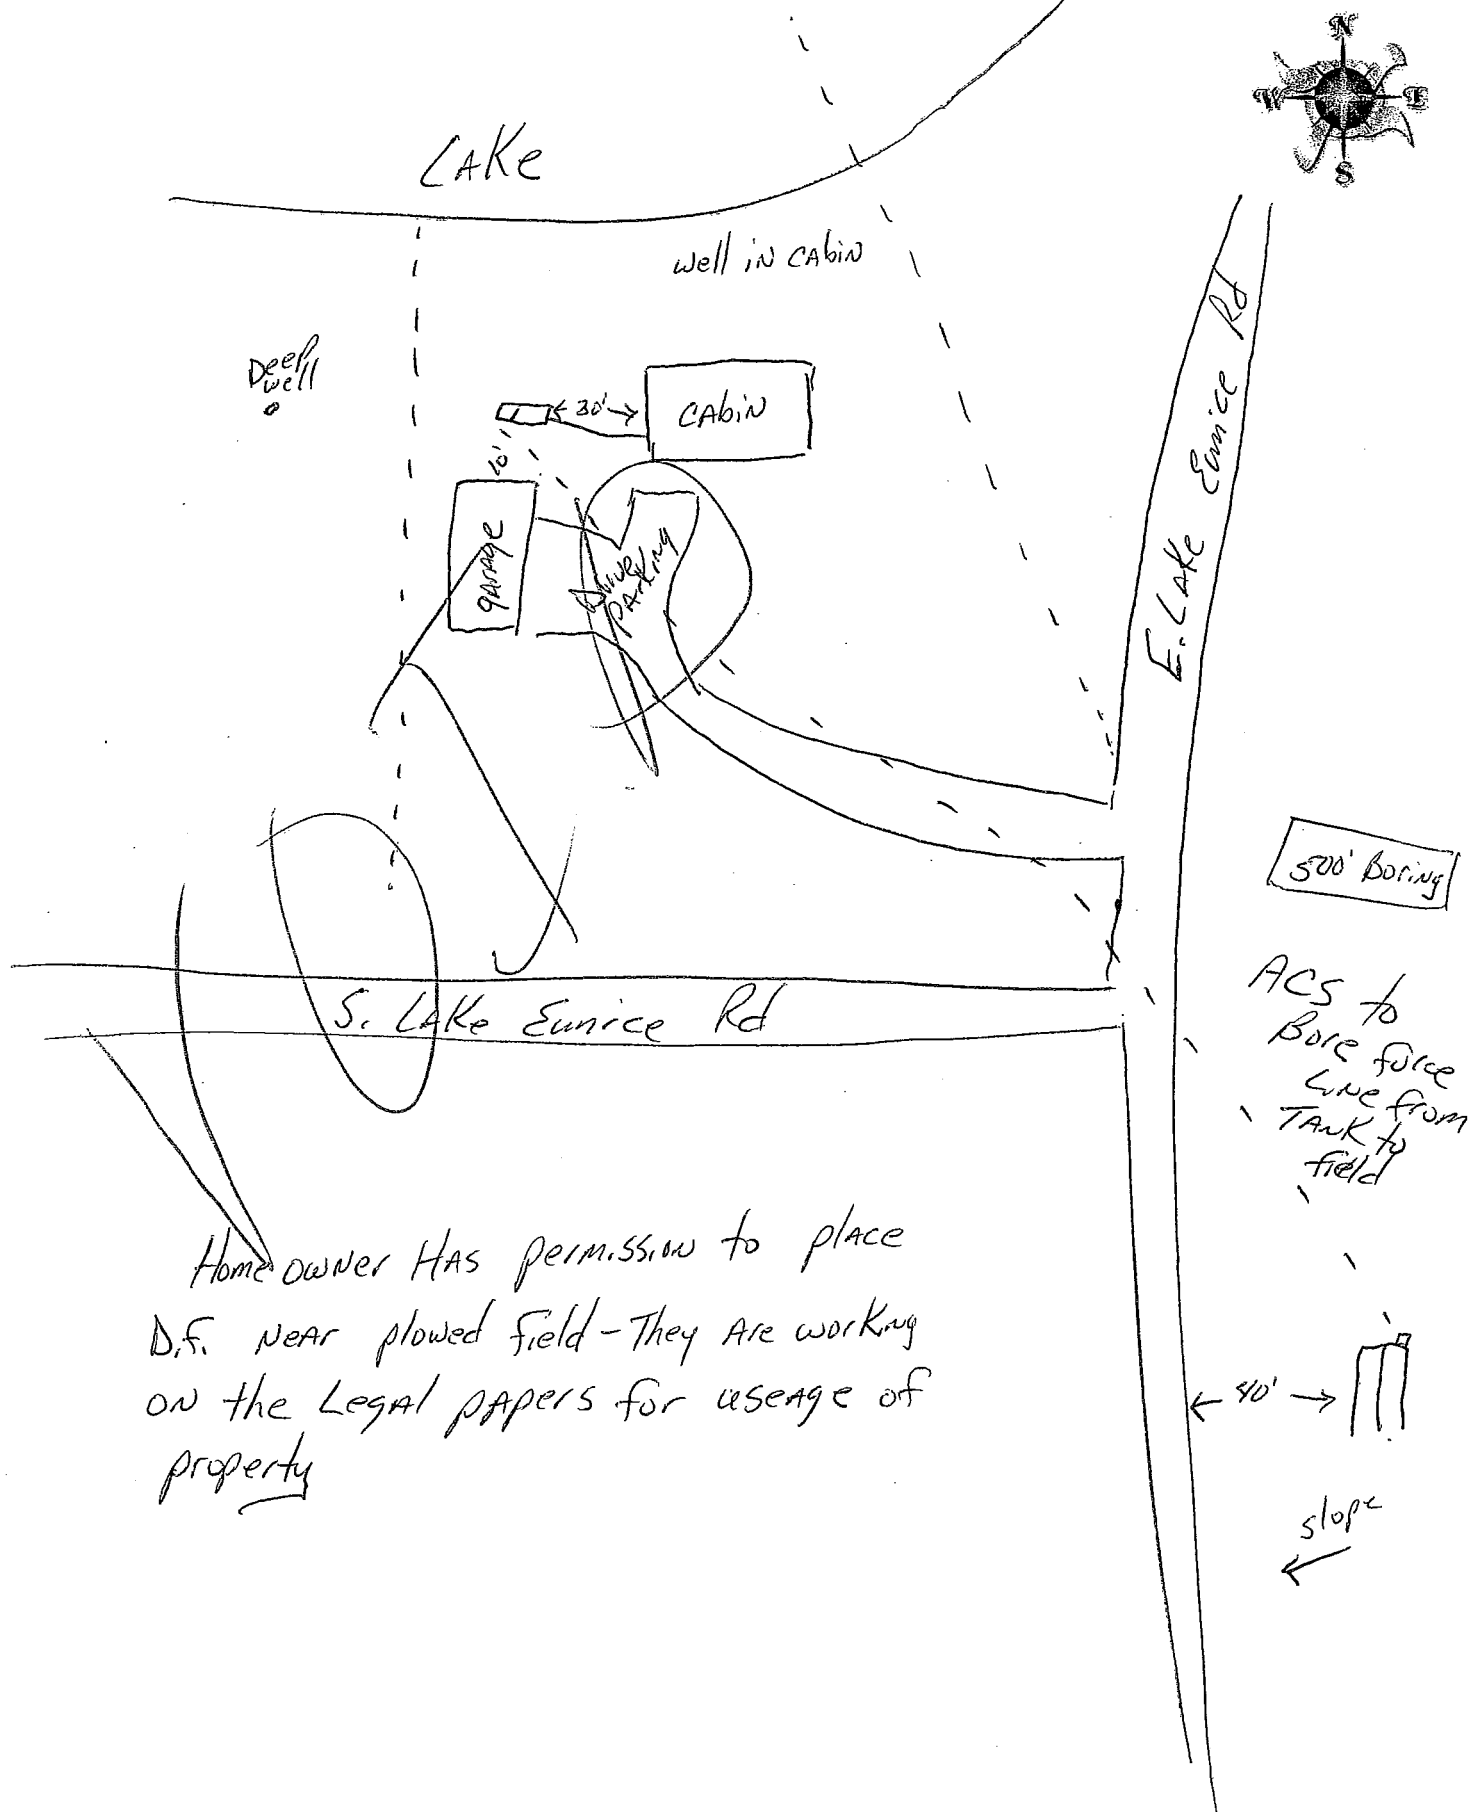 N
W E
S
LAKe
well iN CAbiN
Deep
well
30'
CAbiN
10'
gArAge
Drive
PArKiNg
E. LAKe Eunice Rd
500' BoriNg
ACS to
Bore force
LiNe from
TANK to
field
S. LAKe Eunice Rd
Home owNer HAs permissioN to plAce
D.f. NeAr plowed field - They Are workiNg
oN the LegAl pApers for useAge of
property
40'
slope